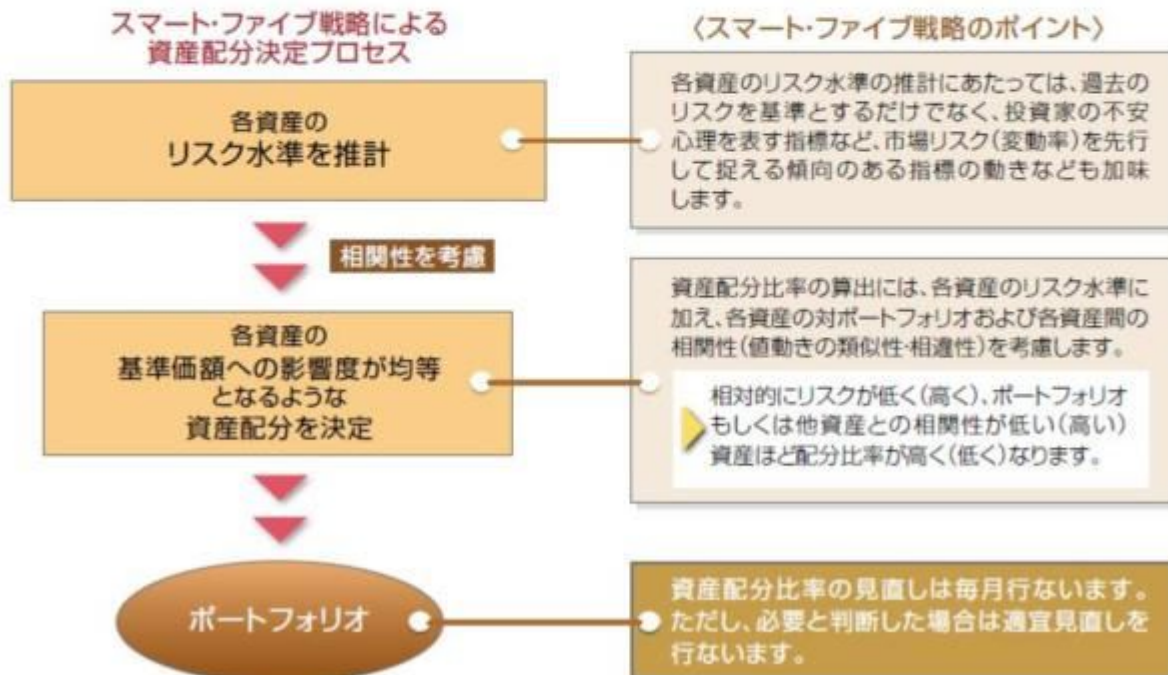 スマート・ファイブ戦略による
資産配分決定プロセス
各資産の
リスク水準を推計
相関性を考慮
各資産の
基準価額への影響度が均等
となるような
資産配分を決定
ポートフォリオ
〈スマート・ファイブ戦略のポイント〉
各資産のリスク水準の推計にあたっては、過去の
リスクを基準とするだけでなく、投資家の不安
心理を表す指標など、市場リスク(変動率)を先行
して捉える傾向のある指標の動きなども加味
します。
資産配分比率の算出には、各資産のリスク水準に
加え、各資産の対ポートフォリオおよび各資産間の
相関性(値動きの類似性・相違性)を考慮します。
相対的にリスクが低く(高く)、ポートフォリオ
もしくは他資産との相関性が低い(高い)
資産ほど配分比率が高く(低く)なります。
資産配分比率の見直しは毎月行ないます。
ただし、必要と判断した場合は適宜見直しを
行ないます。